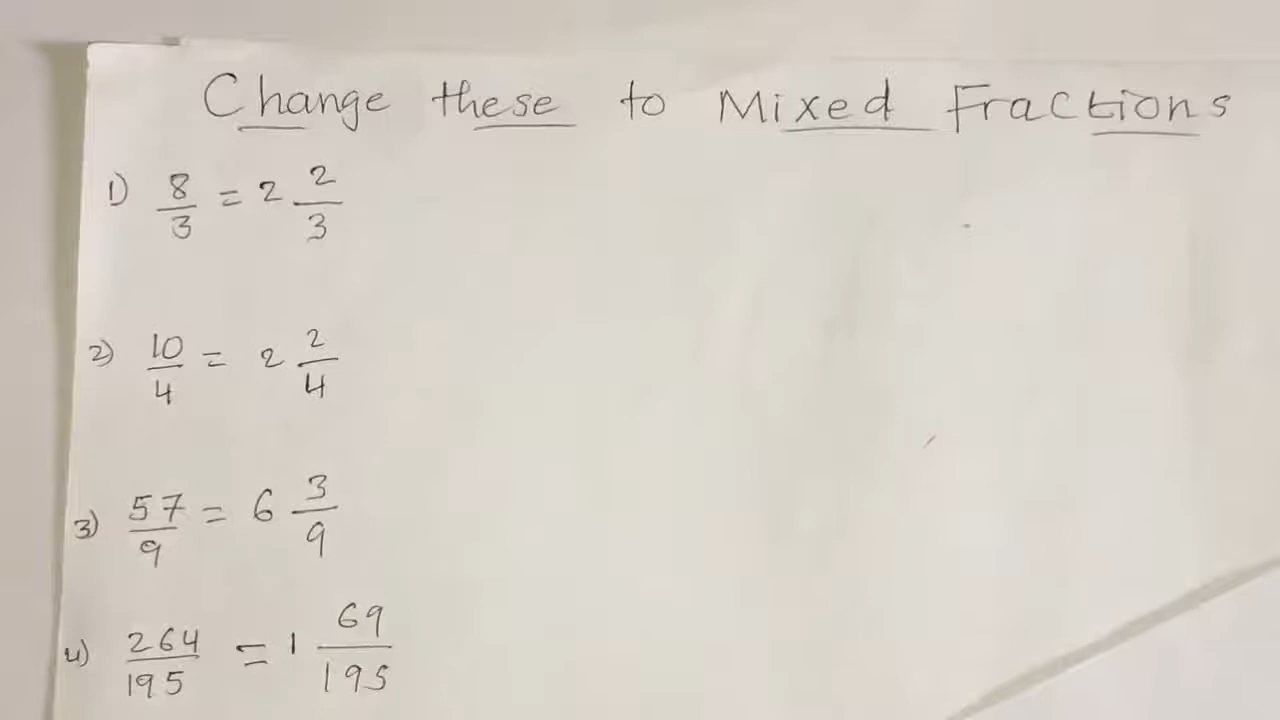 Change these to Mixed Fractions
1) 8/3 = 2 2/3
2) 10/4 = 2 2/4
3) 57/9 = 6 3/9
4) 264/195 = 1 69/195